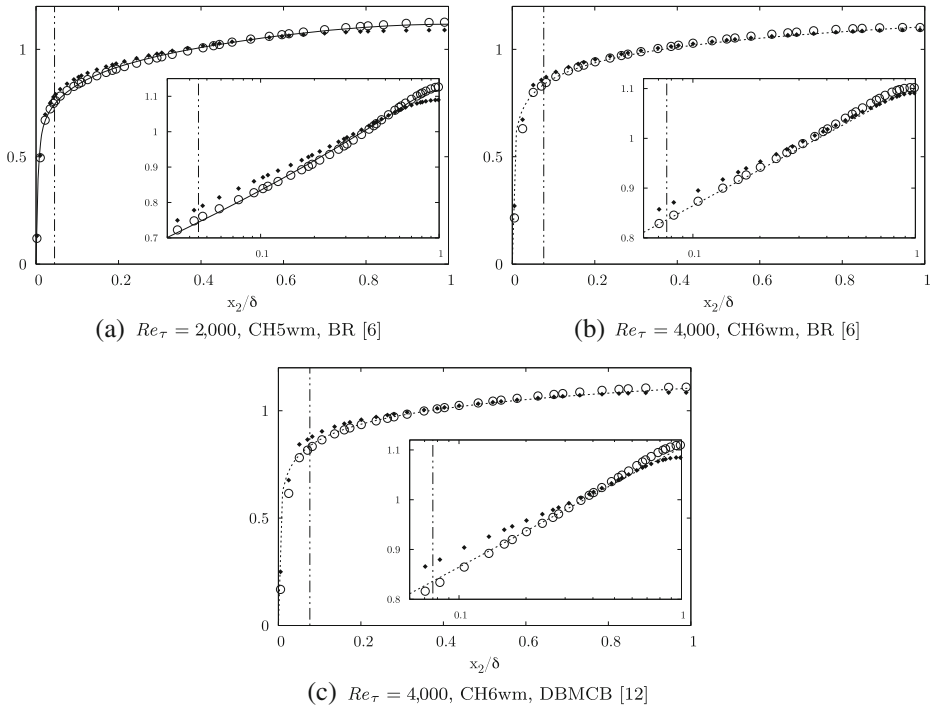 1
0.5
0
0 0.2 0.4 0.6 0.8 1
x₂/δ
1.1
1
0.9
0.8
0.7
0.1 1
(a) Re_τ = 2,000, CH5wm, BR [6]
1
0.5
0
0 0.2 0.4 0.6 0.8 1
x₂/δ
1.1
1
0.9
0.8
0.1 1
(b) Re_τ = 4,000, CH6wm, BR [6]
1
0.5
0
0 0.2 0.4 0.6 0.8 1
x₂/δ
1.1
1
0.9
0.8
0.1 1
(c) Re_τ = 4,000, CH6wm, DBMCB [12]